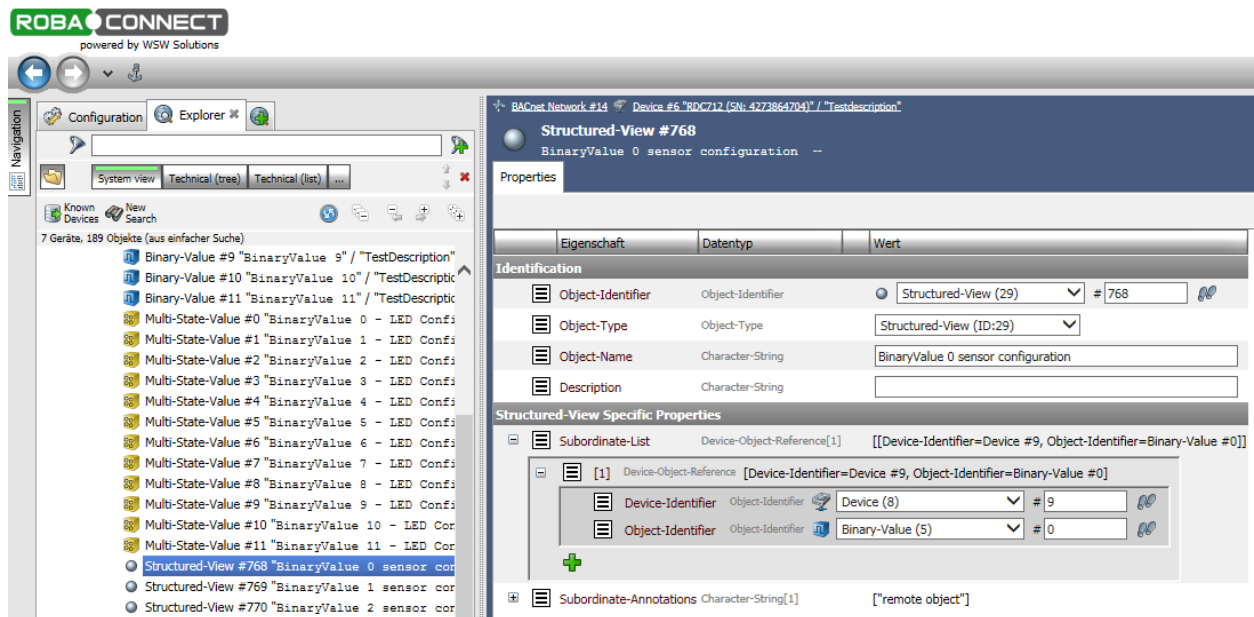 ROBA CONNECT
powered by WSW Solutions
Navigation
Configuration Explorer
System view Technical (tree) Technical (list) ...
Known Devices New Search
7 Geräte, 189 Objekte (aus einfacher Suche)
Binary-Value #9 "BinaryValue 9" / "TestDescription"
Binary-Value #10 "BinaryValue 10" / "TestDescriptic
Binary-Value #11 "BinaryValue 11" / "TestDescriptic
Multi-State-Value #0 "BinaryValue 0 - LED Confi
Multi-State-Value #1 "BinaryValue 1 - LED Confi
Multi-State-Value #2 "BinaryValue 2 - LED Confi
Multi-State-Value #3 "BinaryValue 3 - LED Confi
Multi-State-Value #4 "BinaryValue 4 - LED Confi
Multi-State-Value #5 "BinaryValue 5 - LED Confi
Multi-State-Value #6 "BinaryValue 6 - LED Confi
Multi-State-Value #7 "BinaryValue 7 - LED Confi
Multi-State-Value #8 "BinaryValue 8 - LED Confi
Multi-State-Value #9 "BinaryValue 9 - LED Confi
Multi-State-Value #10 "BinaryValue 10 - LED Cor
Multi-State-Value #11 "BinaryValue 11 - LED Cor
Structured-View #768 "BinaryValue 0 sensor cor
Structured-View #769 "BinaryValue 1 sensor cor
Structured-View #770 "BinaryValue 2 sensor cor
BACnet Network #14 Device #6 "RDC712 (SN: 4273864704)" / "Testdescription"
Structured-View #768
BinaryValue 0 sensor configuration --
Properties
Eigenschaft Datentyp Wert
Identification
Object-Identifier Object-Identifier Structured-View (29) # 768
Object-Type Object-Type Structured-View (ID:29)
Object-Name Character-String BinaryValue 0 sensor configuration
Description Character-String
Structured-View Specific Properties
Subordinate-List Device-Object-Reference[1] [[Device-Identifier=Device #9, Object-Identifier=Binary-Value #0]]
[1] Device-Object-Reference [Device-Identifier=Device #9, Object-Identifier=Binary-Value #0]
Device-Identifier Object-Identifier Device (8) # 9
Object-Identifier Object-Identifier Binary-Value (5) # 0
Subordinate-Annotations Character-String[1] ["remote object"]